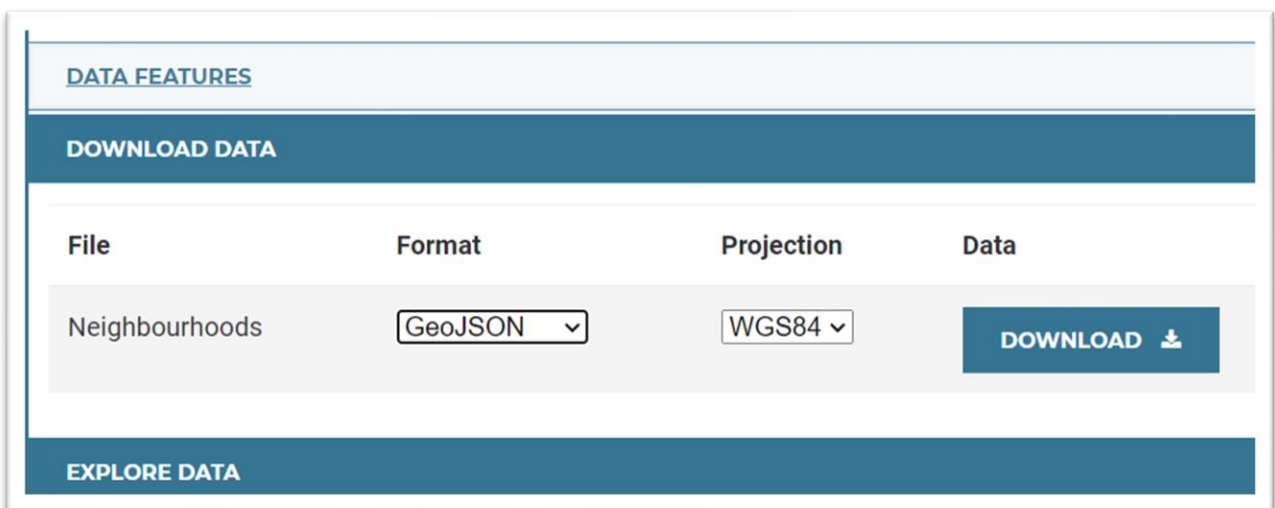 DATA FEATURES
DOWNLOAD DATA
File Format Projection Data
Neighbourhoods GeoJSON WGS84 DOWNLOAD
EXPLORE DATA